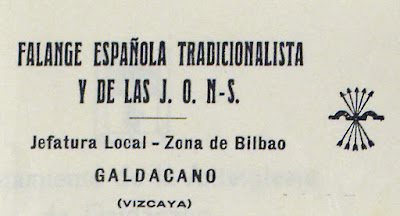 FALANGE ESPAÑOLA TRADICIONALISTA
Y DE LAS J. O. N-S.
Jefatura Local - Zona de Bilbao
GALDACANO
(VIZCAYA)